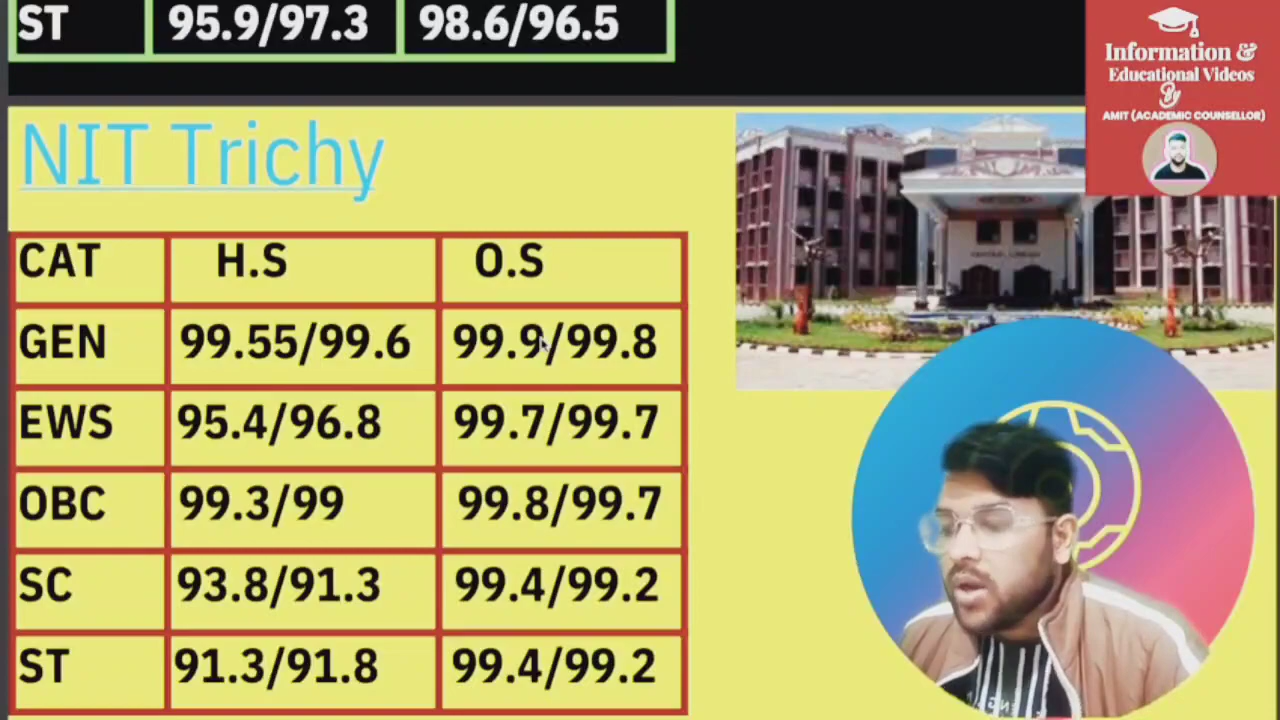 ST 95.9/97.3 98.6/96.5
Information &
Educational Videos
By
AMIT (ACADEMIC COUNSELLOR)
NIT Trichy
CAT H.S O.S
GEN 99.55/99.6 99.9/99.8
EWS 95.4/96.8 99.7/99.7
OBC 99.3/99 99.8/99.7
SC 93.8/91.3 99.4/99.2
ST 91.3/91.8 99.4/99.2